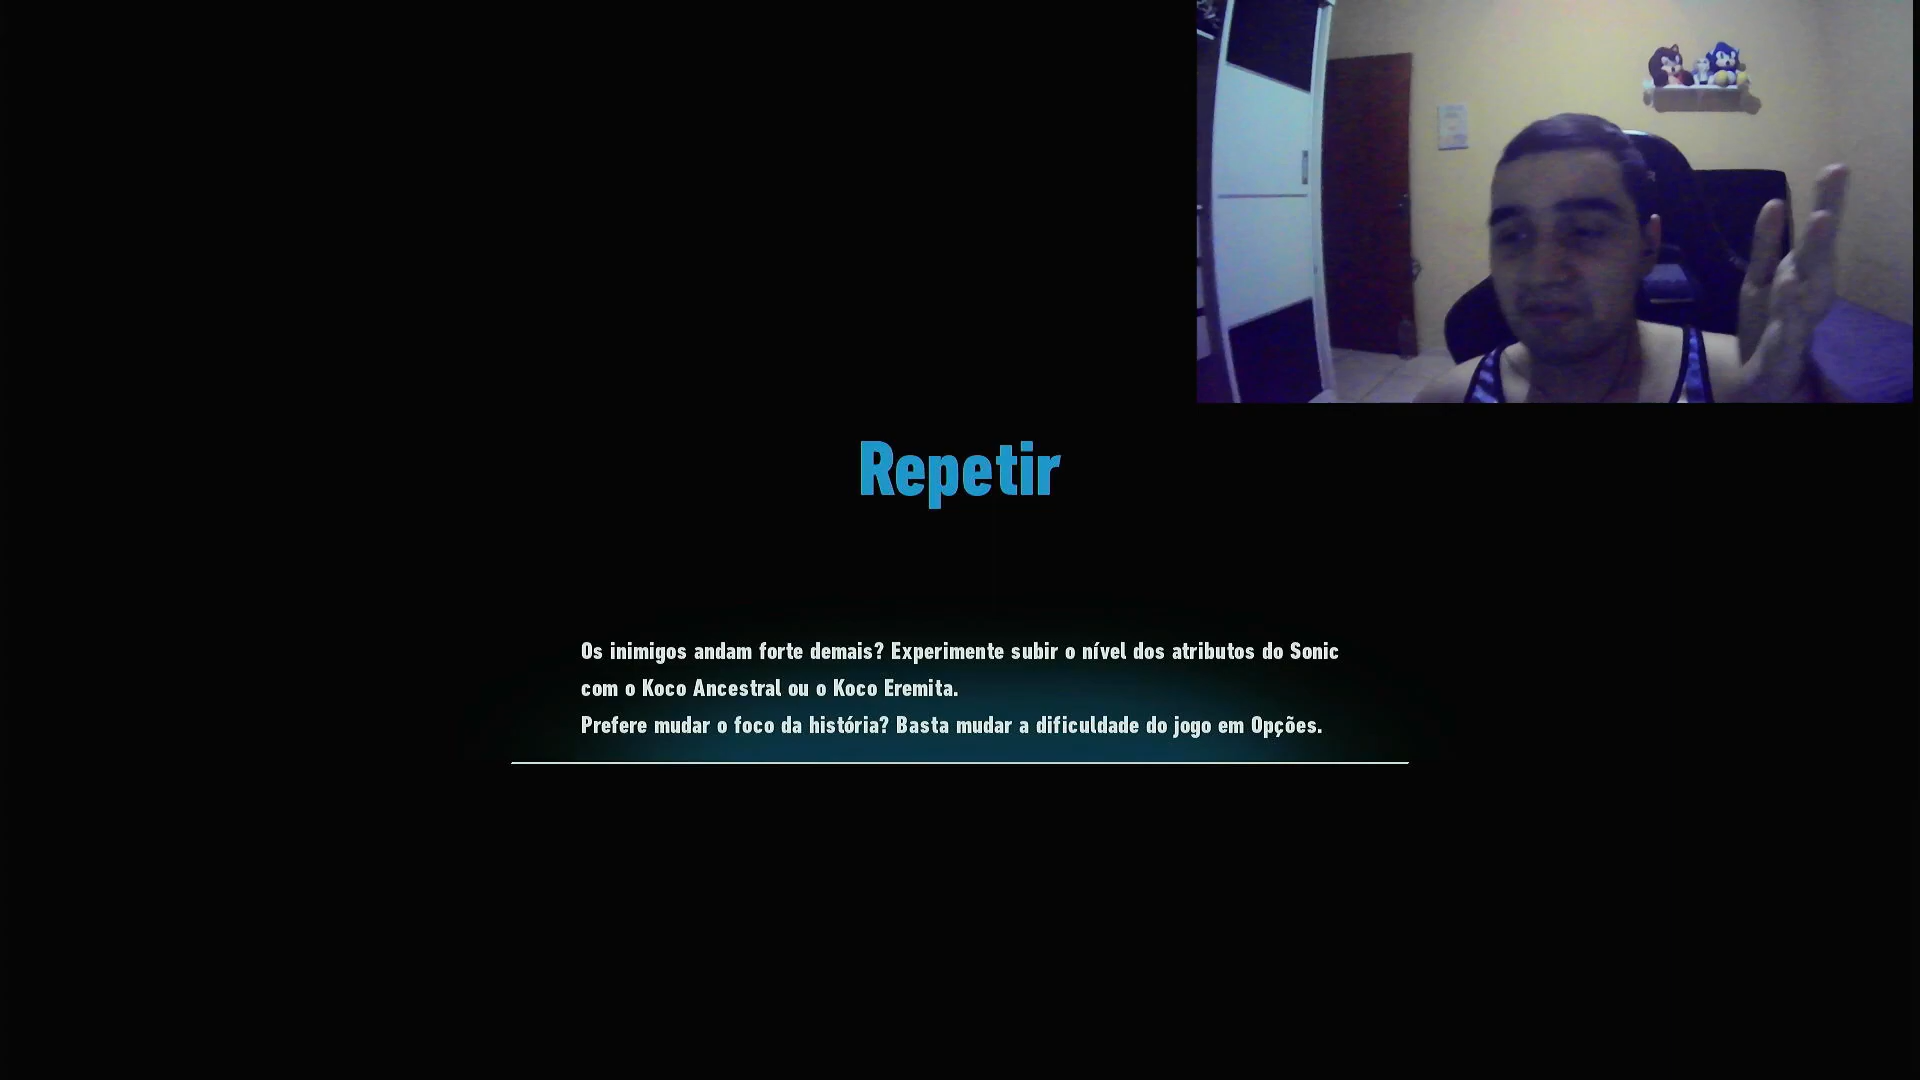 Repetir
Os inimigos andam forte demais? Experimente subir o nível dos atributos do Sonic
com o Koco Ancestral ou o Koco Eremita.
Prefere mudar o foco da história? Basta mudar a dificuldade do jogo em Opções.